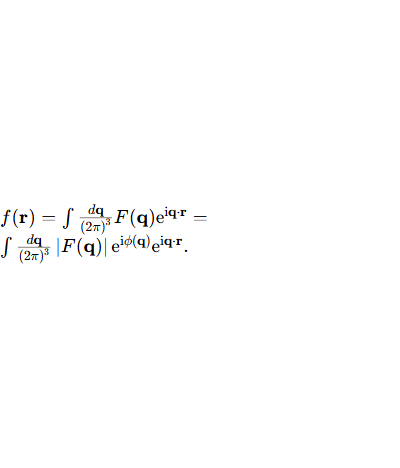 f(𝐫) = ∫ d𝐪/(2π)³ F(𝐪)e^{i𝐪·𝐫} =
∫ d𝐪/(2π)³ |F(𝐪)| e^{iϕ(𝐪)}e^{i𝐪·𝐫}.